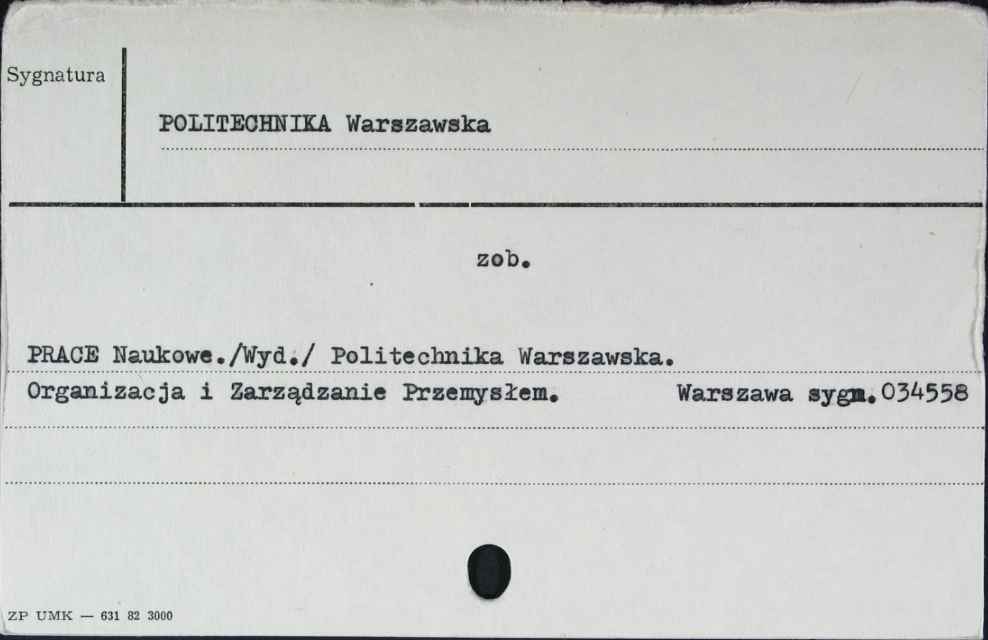 Sygnatura
POLITECHNIKA Warszawska
zob.
PRACE Naukowe./Wyd./ Politechnika Warszawska.
Organizacja i Zarządzanie Przemysłem. Warszawa sygn.034558
ZP UMK — 631 82 3000